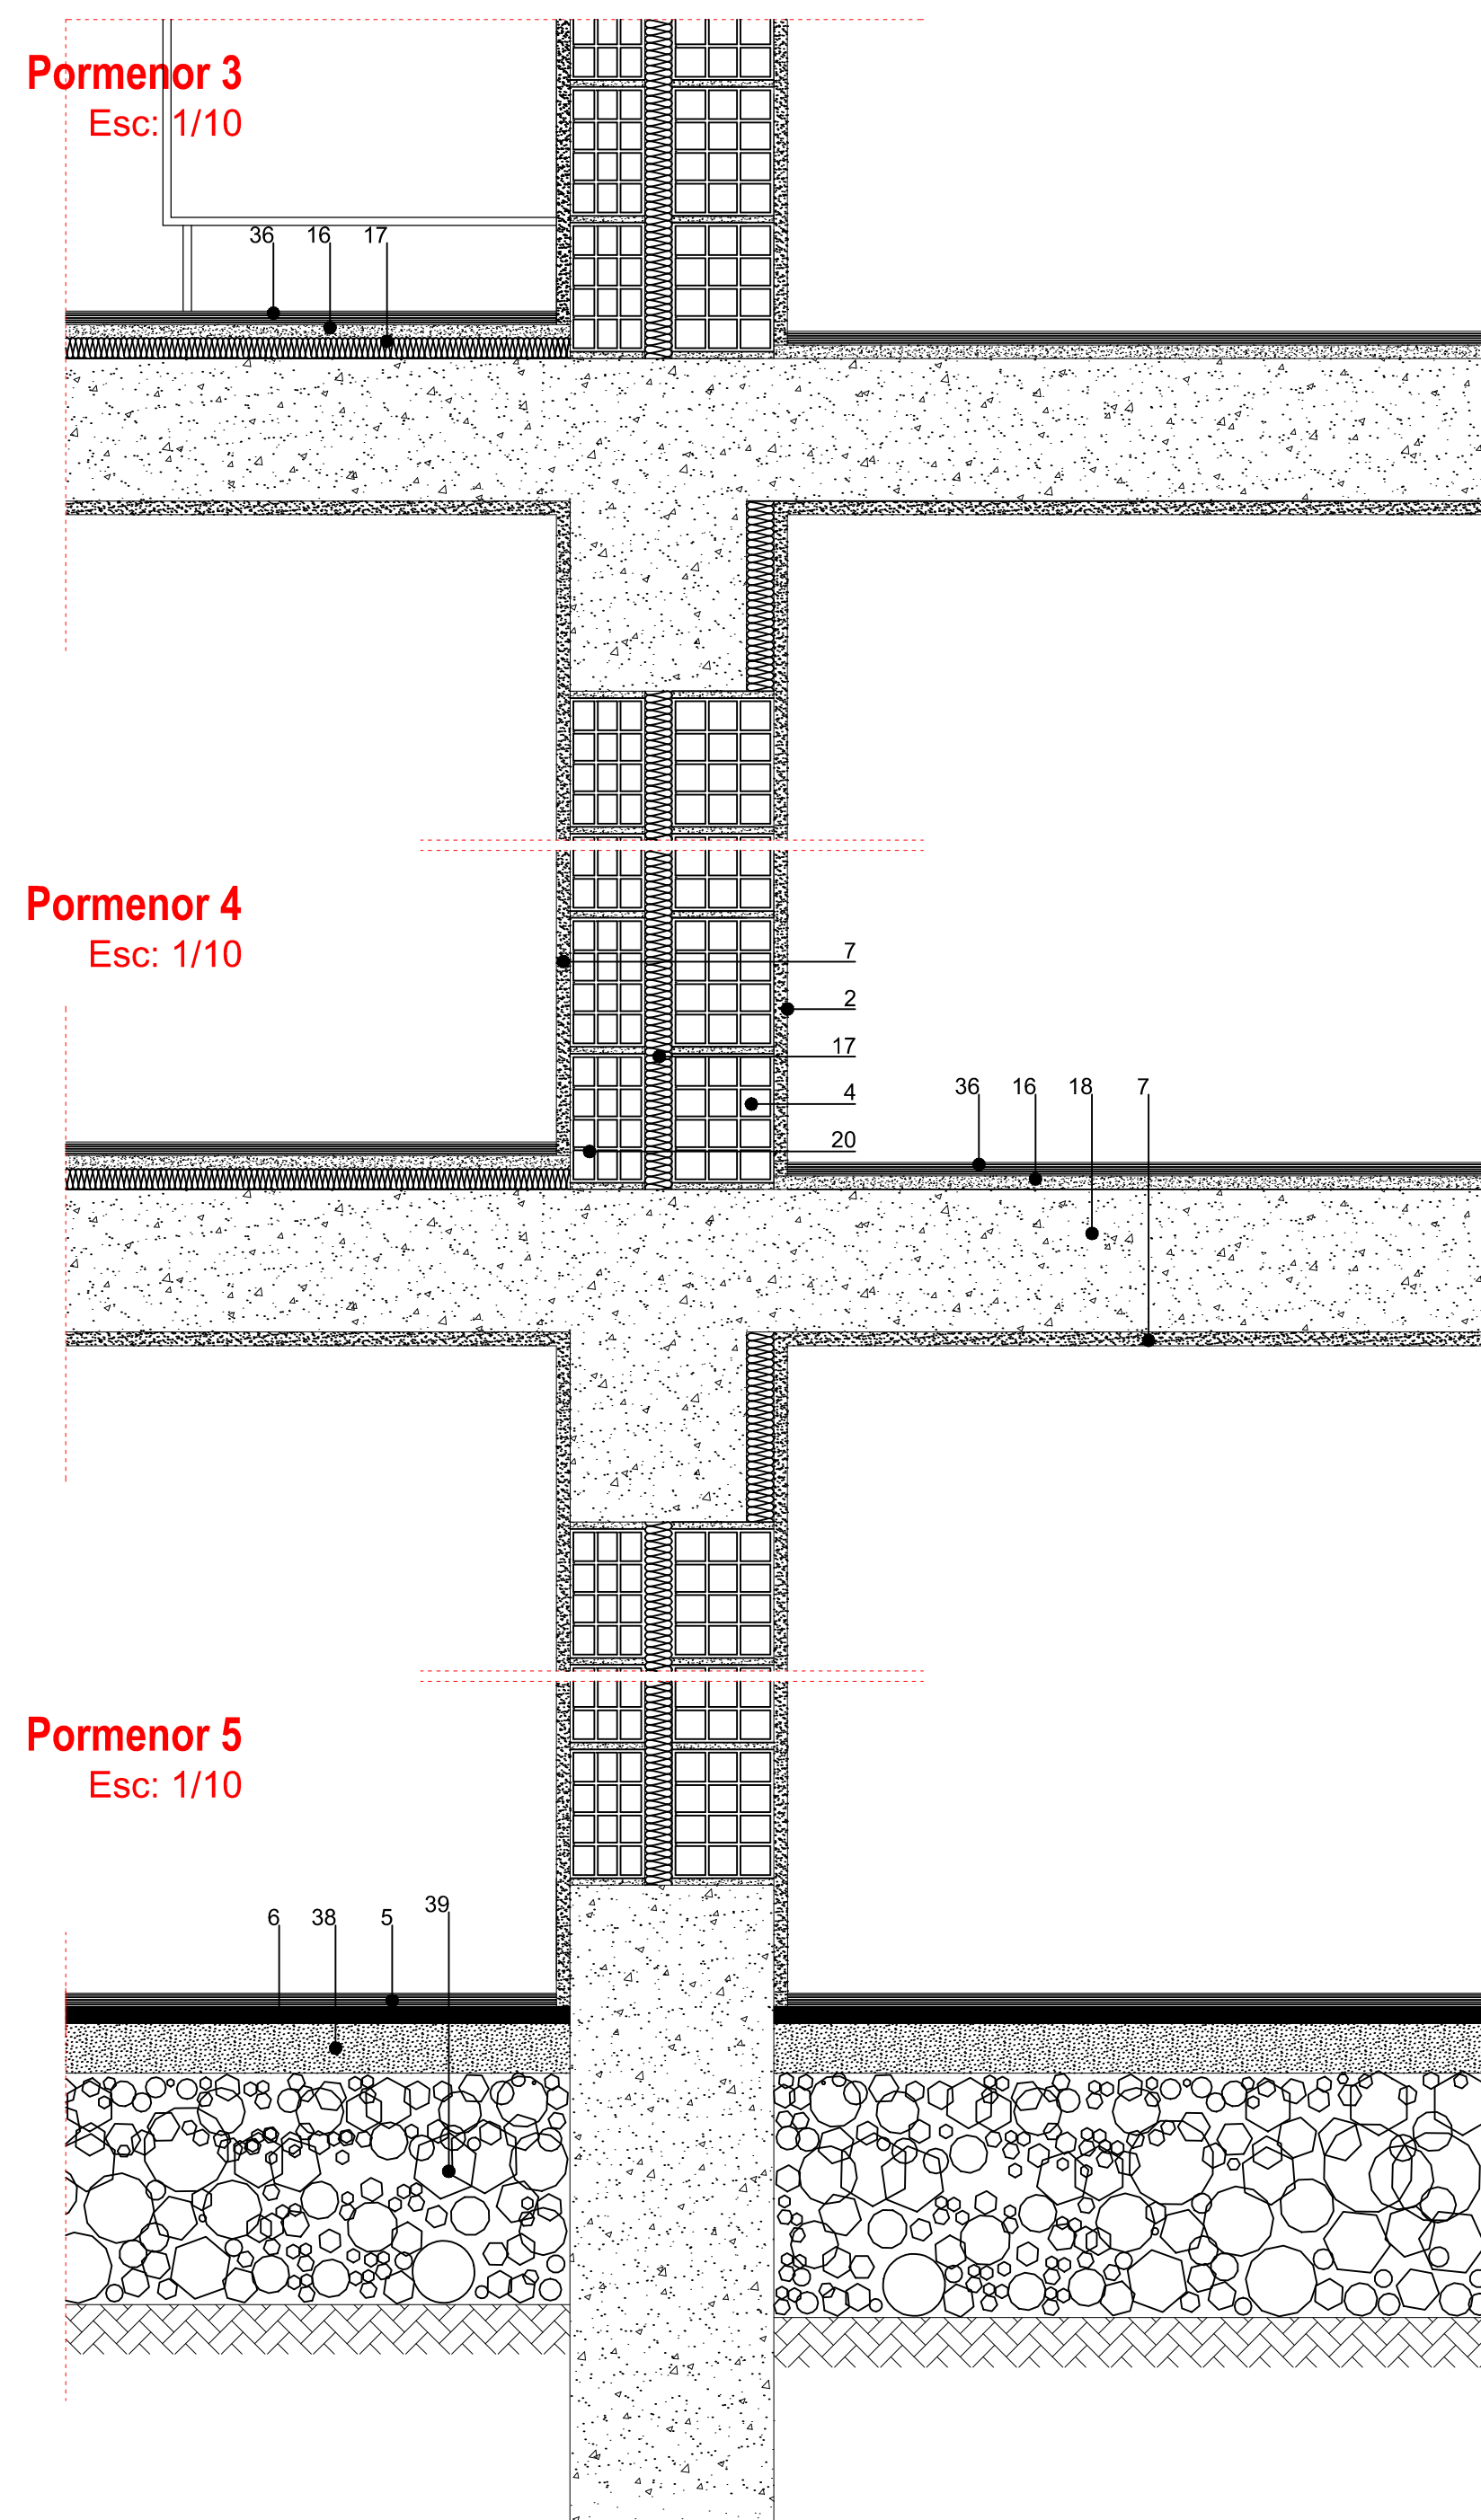 Pormenor 3
Esc: 1/10
36 16 17
Pormenor 4
Esc: 1/10
7
2
17
4
20
36 16 18 7
Pormenor 5
Esc: 1/10
6 38 5 39